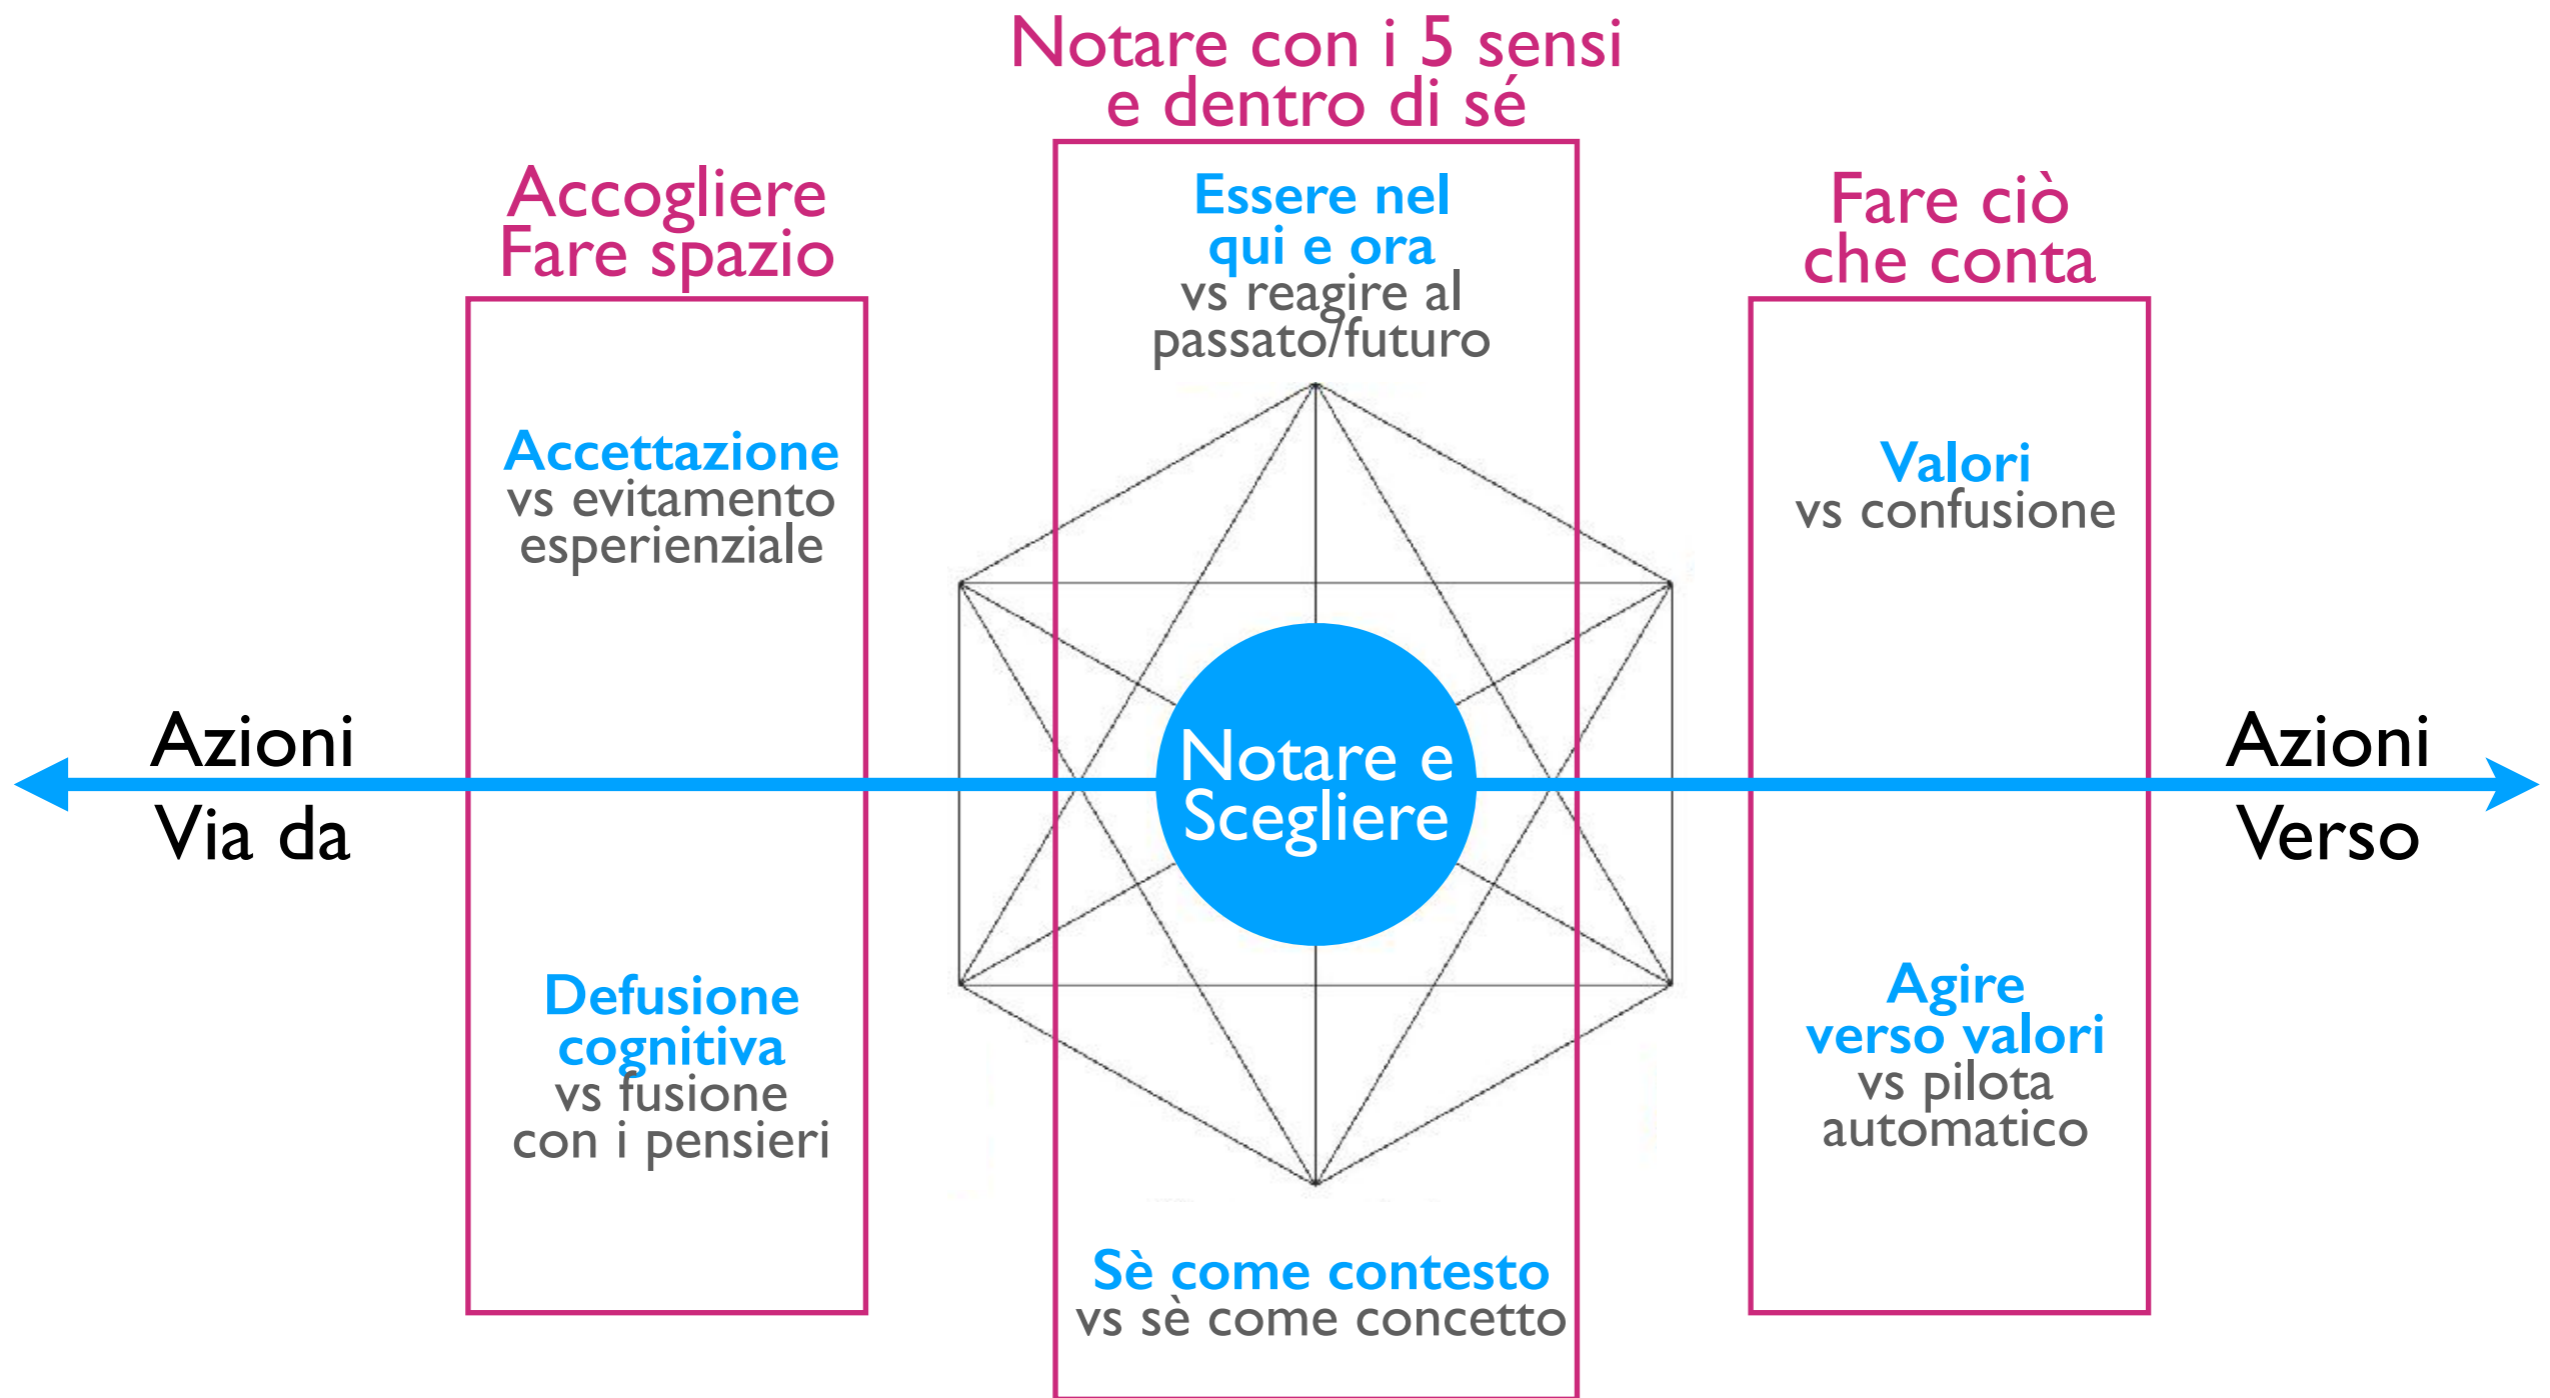 Notare con i 5 sensi
e dentro di sé
Accogliere
Fare spazio
Fare ciò
che conta
Essere nel
qui e ora
vs reagire al
passato/futuro
Accettazione
vs evitamento
esperienziale
Valori
vs confusione
Azioni
Via da
Notare e
Scegliere
Azioni
Verso
Defusione
cognitiva
vs fusione
con i pensieri
Agire
verso valori
vs pilota
automatico
Sè come contesto
vs sè come concetto